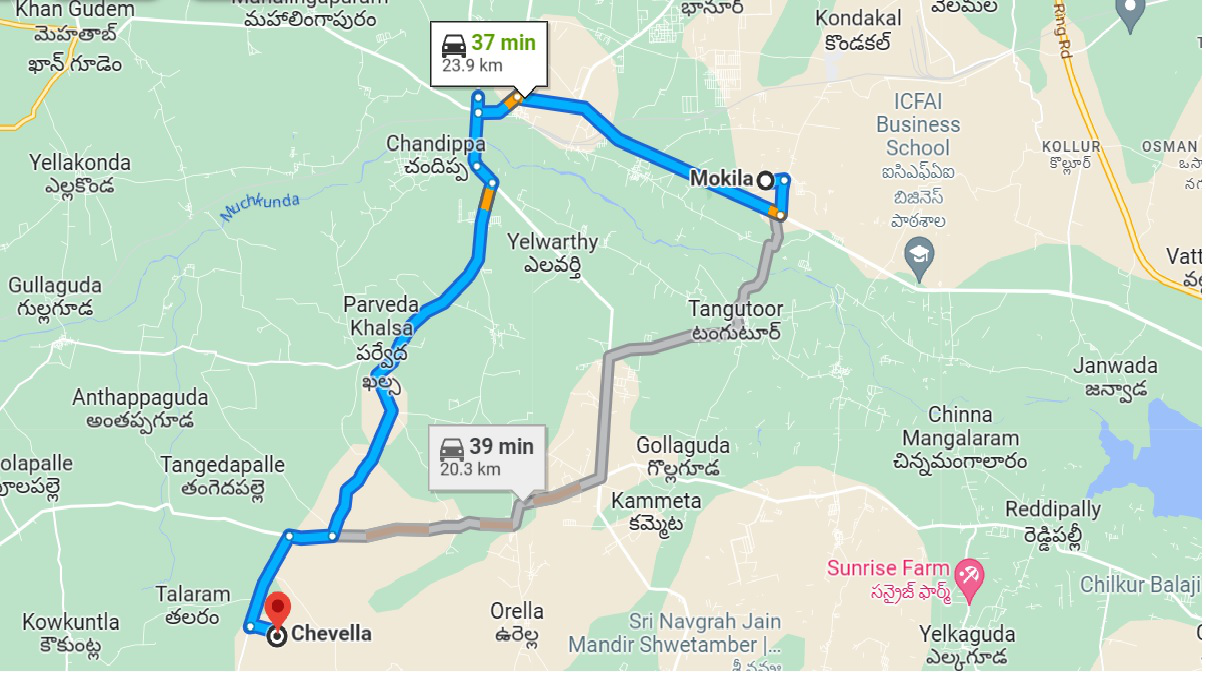 Khan Gudem
మెహతాబ్
ఖాన్ గూడెం
మహాలింగాపురం
భానూర్
Kondakal
కొండకల్
వెలమల
Ring Rd
37 min
23.9 km
ICFAI
Business
School
ఐసిఎఫ్ఏఐ
బిజినెస్
పాఠశాల
KOLLUR
కొల్లూర్
OSMAN
Yellakonda
ఎల్లకొండ
Chandippa
చందిప్ప
Mokila
Muchkunda
Yelwarthy
ఎలవర్తి
Gullaguda
గుల్లగూడ
Parveda
Khalsa
పర్వేద
ఖల్స
Tangutoor
టంగుటూర్
Vatt
Janwada
జన్వాడ
Anthappaguda
అంతప్పగూడ
Chinna
Mangalaram
చిన్నమంగాలారం
39 min
20.3 km
Gollaguda
గొల్లగూడ
olapalle
Tangedapalle
తంగెదపల్లె
Kammeta
కమ్మెట
Reddipally
రెడ్డిపల్లీ
Sunrise Farm
సన్రైజ్ ఫార్మ్
Chilkur Balaji
Talaram
తలరం
Chevella
Kowkuntla
కౌకుంట్ల
Orella
ఉరెల్ల
Sri Navgrah Jain
Mandir Shwetamber |...
Yelkaguda
ఎల్కగూడ